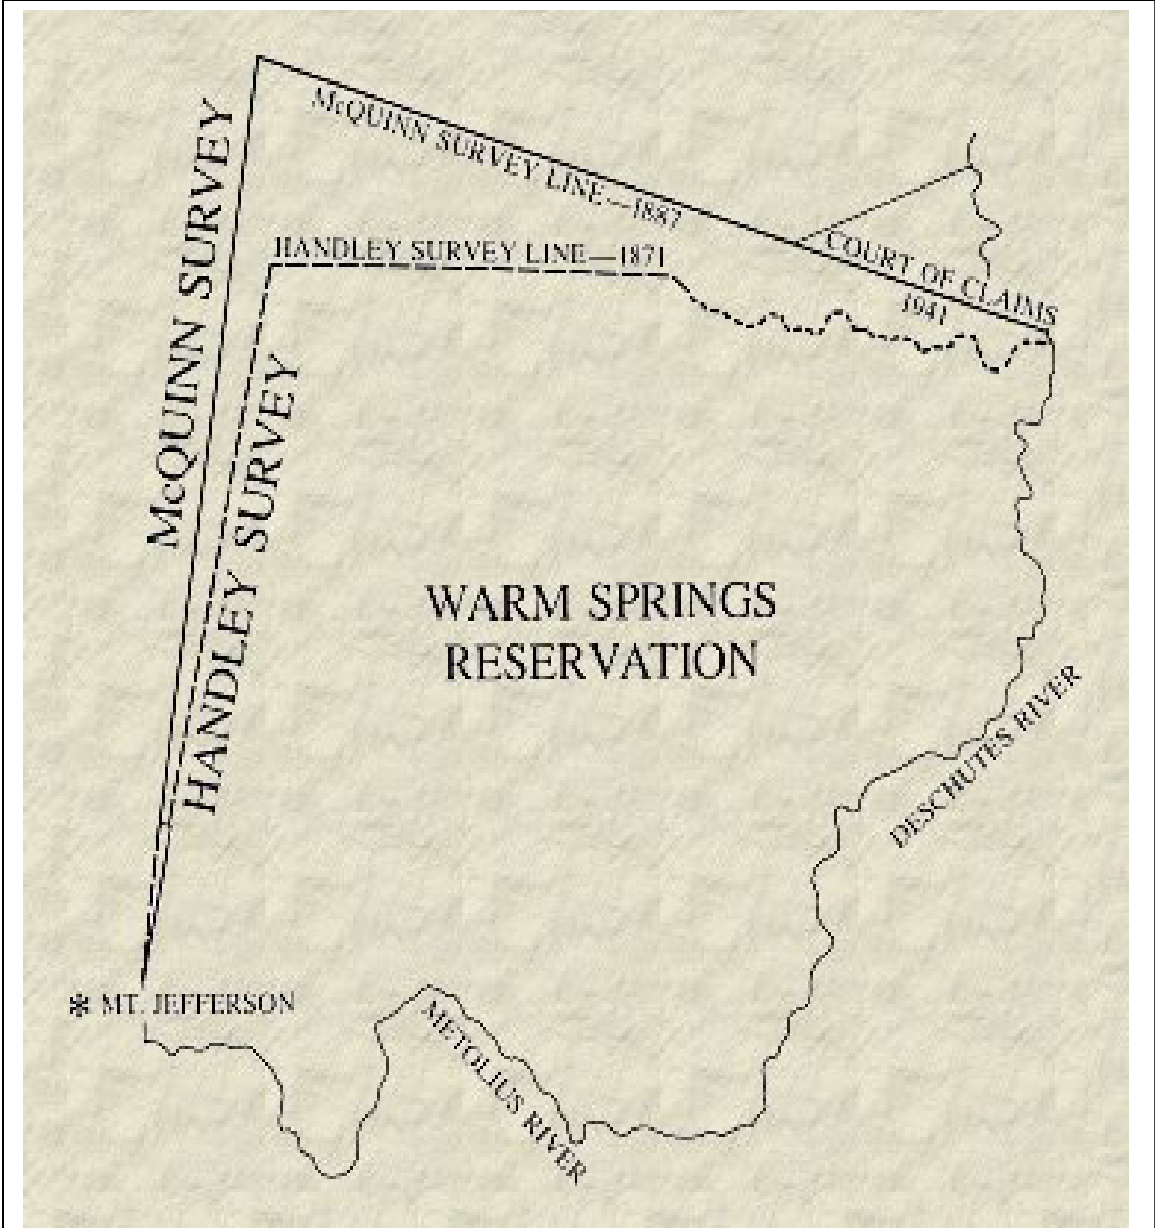 McQUINN SURVEY LINE—1887
COURT OF CLAIMS
1941
HANDLEY SURVEY LINE—1871
McQUINN SURVEY
HANDLEY SURVEY
WARM SPRINGS
RESERVATION
DESCHUTES RIVER
* MT. JEFFERSON
METOLIUS RIVER